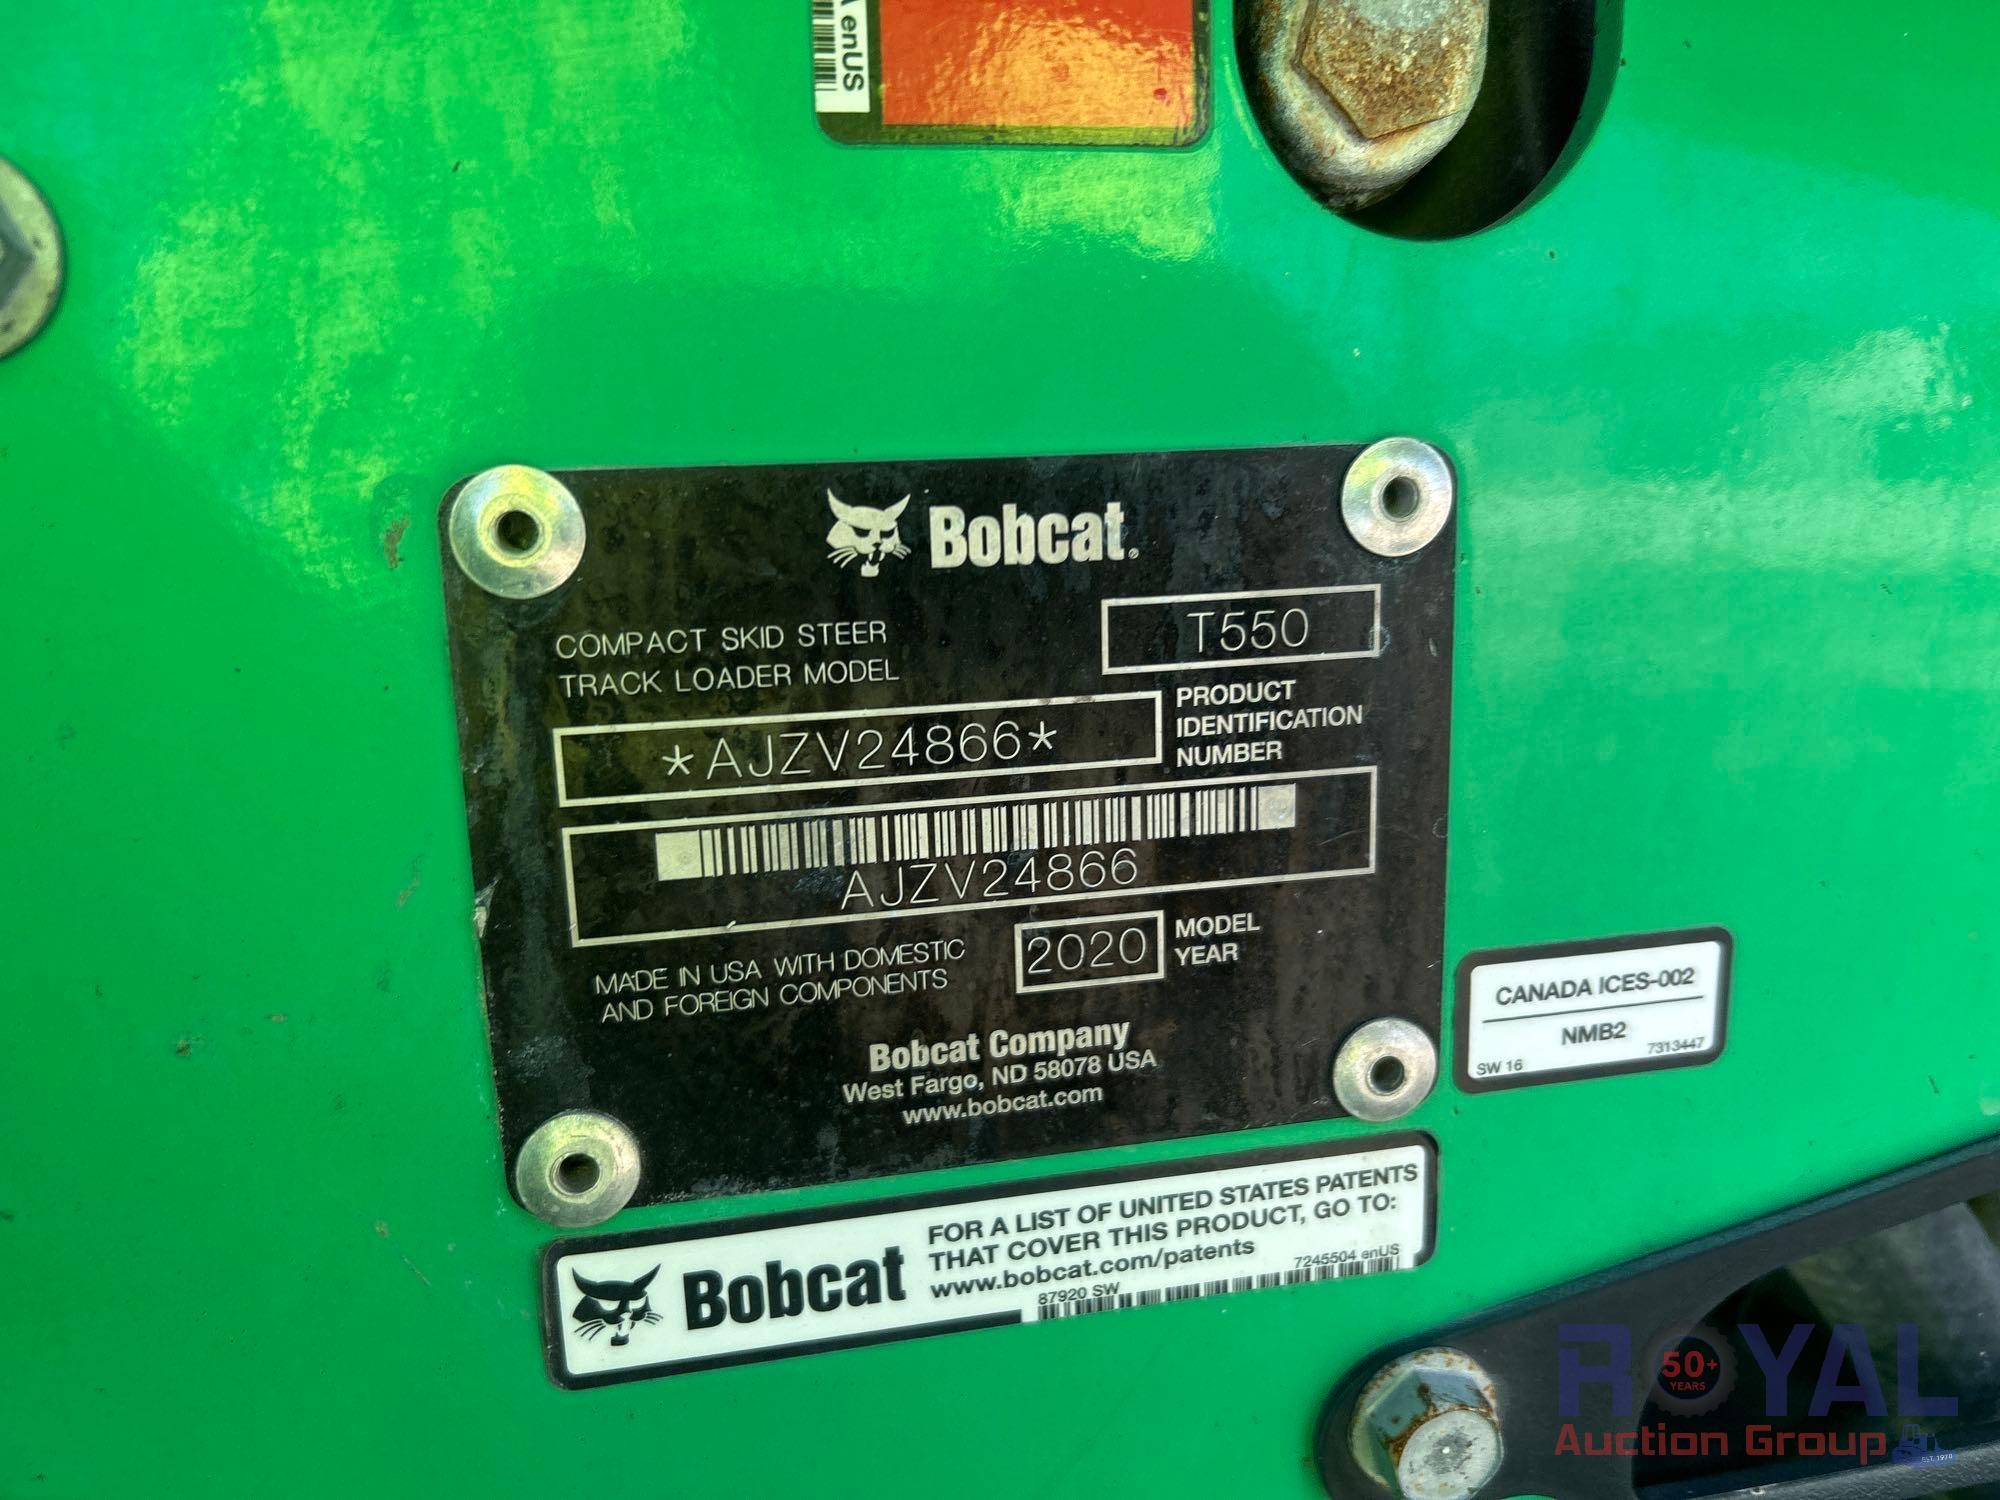 enUS
Bobcat®
COMPACT SKID STEER
TRACK LOADER MODEL
T550
*AJZV24866*
PRODUCT
IDENTIFICATION
NUMBER
AJZV24866
MADE IN USA WITH DOMESTIC
AND FOREIGN COMPONENTS
2020
MODEL
YEAR
Bobcat Company
West Fargo, ND 58078 USA
www.bobcat.com
CANADA ICES-002
NMB2
SW 16
7313447
Bobcat
FOR A LIST OF UNITED STATES PATENTS
THAT COVER THIS PRODUCT, GO TO:
www.bobcat.com/patents
87920 SW
7245504 enUS
ROYAL
50+
YEARS
Auction Group
EST. 1970